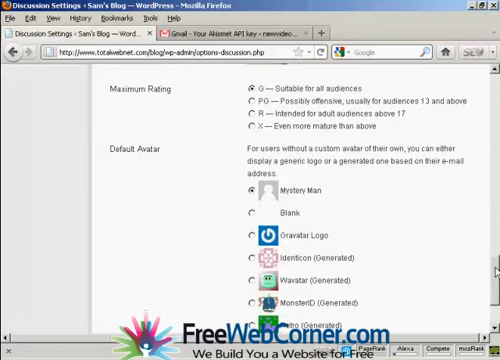 Discussion Settings ‹ Sam's Blog — WordPress - Mozilla Firefox
File Edit View History Bookmarks Tools Help
Discussion Settings ‹ Sam's Blog — Word...
Gmail - Your Akismet API key - newvideo...
http://www.totalwebnet.com/blog/wp-admin/options-discussion.php
Google
Maximum Rating
G — Suitable for all audiences
PG — Possibly offensive, usually for audiences 13 and above
R — Intended for adult audiences above 17
X — Even more mature than above
Default Avatar
For users without a custom avatar of their own, you can either
display a generic logo or a generated one based on their e-mail
address.
Mystery Man
Blank
Gravatar Logo
Identicon (Generated)
Wavatar (Generated)
MonsterID (Generated)
Retro (Generated)
FreeWebCorner.com
We Build You a Website for Free
PageRank Alexa Compete mozRank